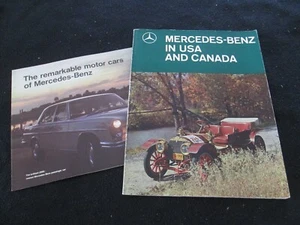 The remarkable motor cars
of Mercedes-Benz
MERCEDES-BENZ
IN USA
AND CANADA